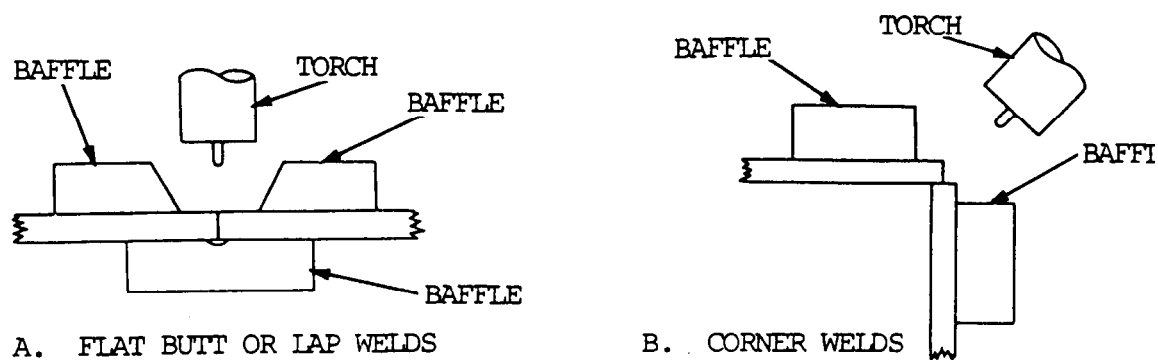 BAFFLE
TORCH
BAFFLE
BAFFLE
A. FLAT BUTT OR LAP WELDS
TORCH
BAFFLE
B. CORNER WELDS